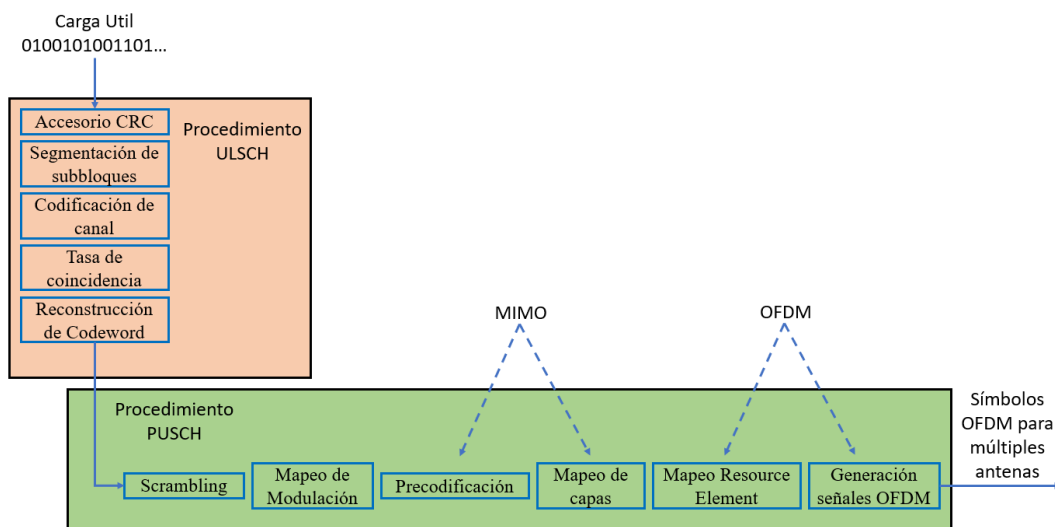 Carga Util
0100101001101...
Accesorio CRC
Procedimiento
ULSCH
Segmentación de
subbloques
Codificación de
canal
Tasa de
coincidencia
Reconstrucción
de Codeword
MIMO
OFDM
Procedimiento
PUSCH
Scrambling
Mapeo de
Modulación
Precodificación
Mapeo de
capas
Mapeo Resource
Element
Generación
señales OFDM
Símbolos
OFDM para
múltiples
antenas